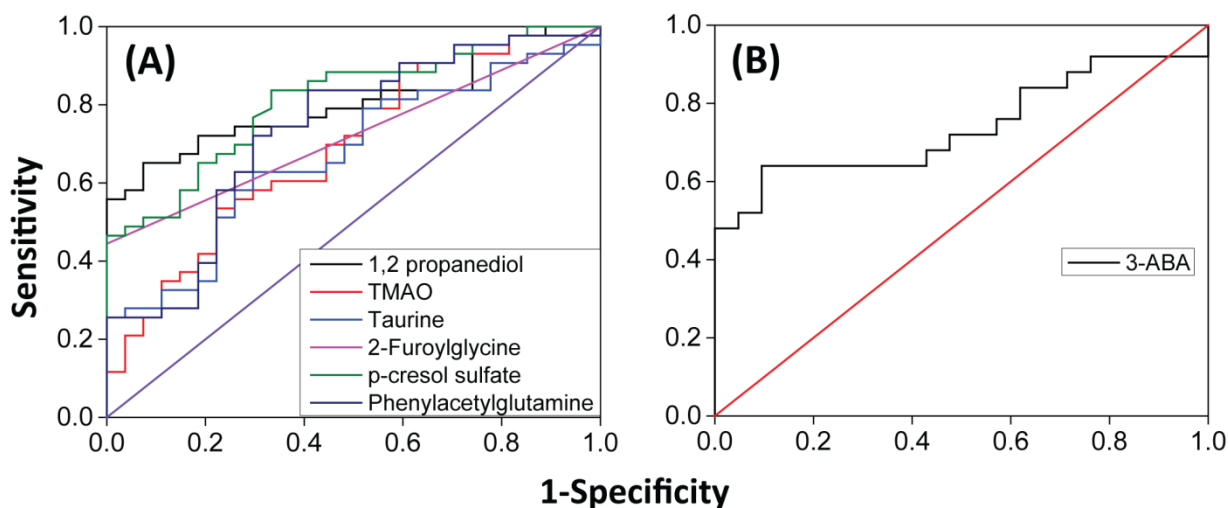 (A)
(B)
Sensitivity
1.0
0.8
0.6
0.4
0.2
0.0
0.0 0.2 0.4 0.6 0.8 1.0
1,2 propanediol
TMAO
Taurine
2-Furoylglycine
p-cresol sulfate
Phenylacetylglutamine
1.0
0.8
0.6
0.4
0.2
0.0
0.0 0.2 0.4 0.6 0.8 1.0
3-ABA
1-Specificity